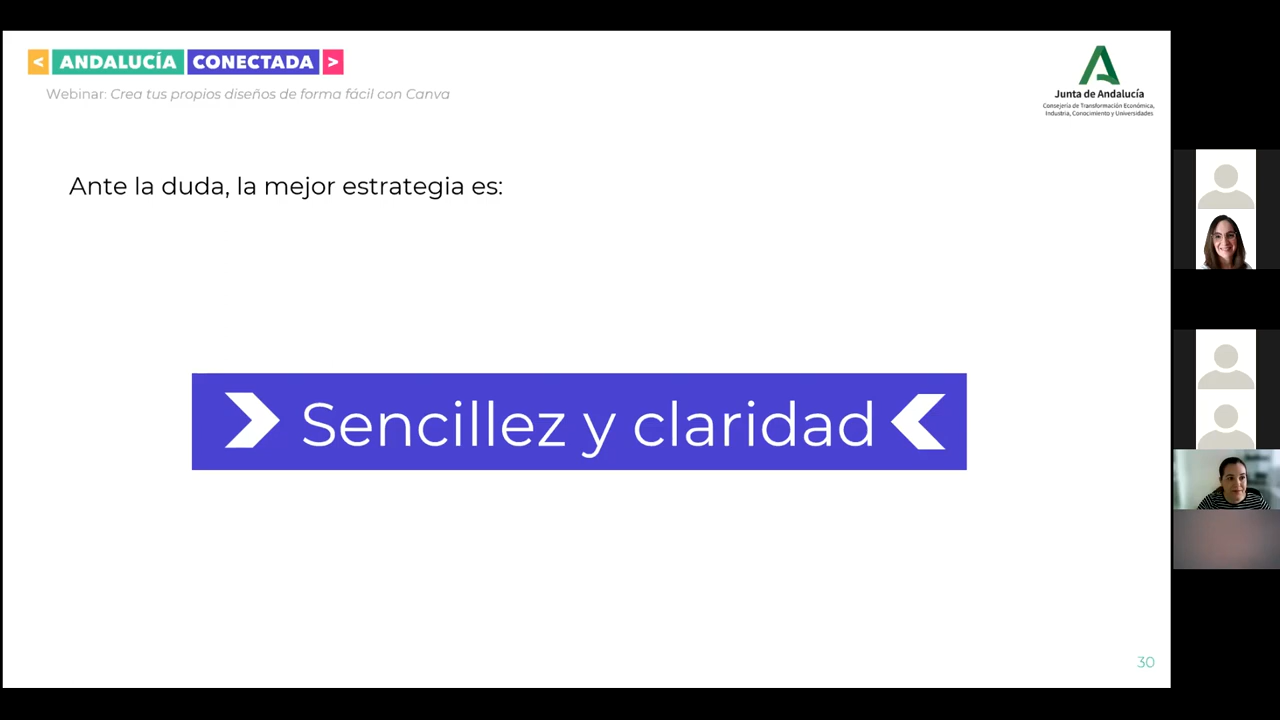 < ANDALUCÍA CONECTADA >
Webinar: Crea tus propios diseños de forma fácil con Canva
Junta de Andalucía
Consejería de Transformación Económica,
Industria, Conocimiento y Universidades
Ante la duda, la mejor estrategia es:
Sencillez y claridad
30